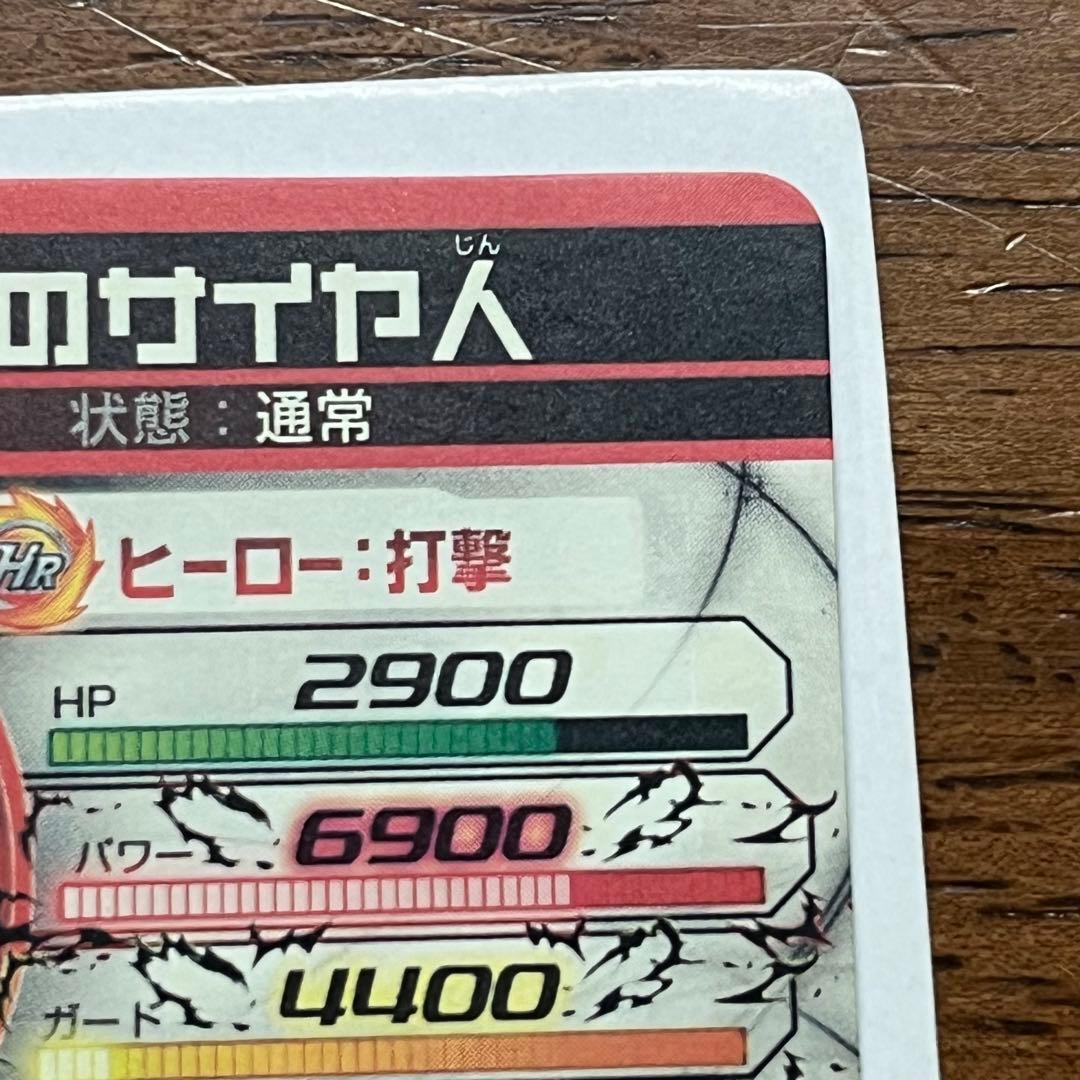 じん
のサイヤ人
状態：通常
HR
ヒーロー：打撃
2900
HP
6900
パワー
4400
ガード